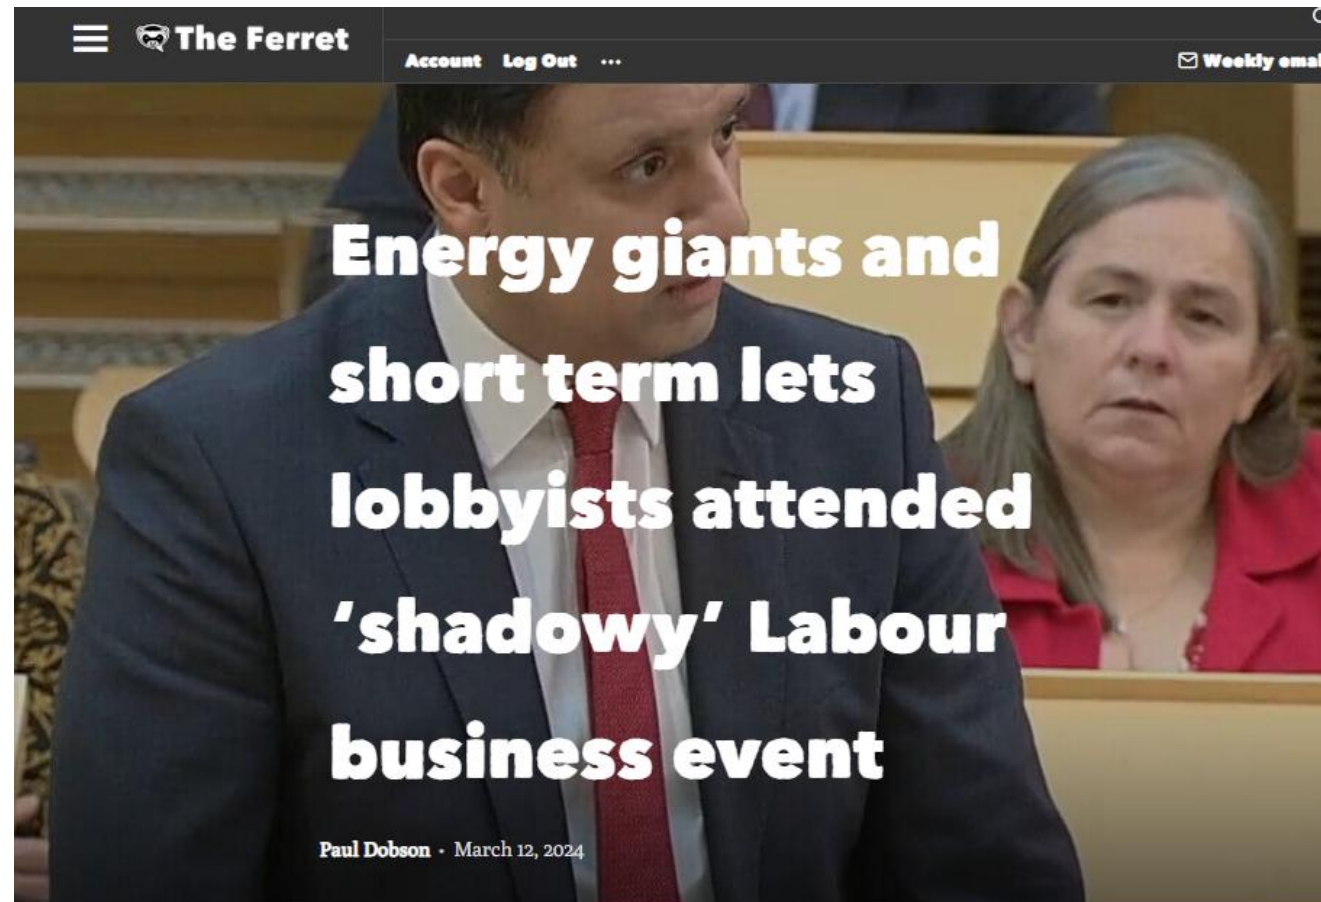 The Ferret
Account Log Out ...
Weekly emai
Energy giants and
short term lets
lobbyists attended
‘shadowy’ Labour
business event
Paul Dobson · March 12, 2024